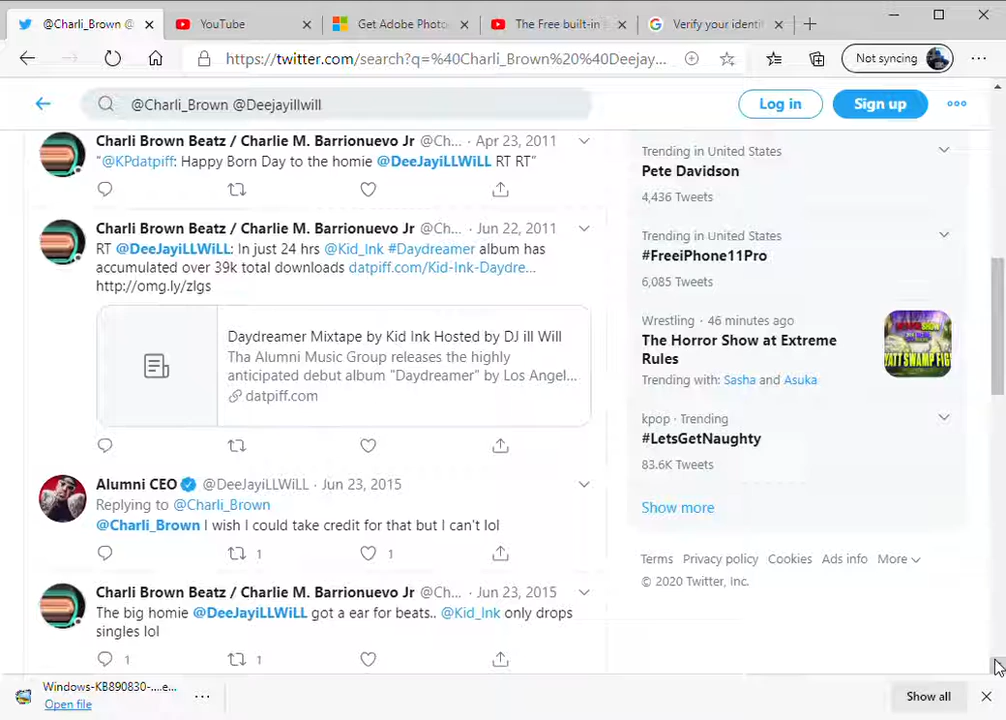 @Charli_Brown @
YouTube
Get Adobe Photo
The Free built-in
Verify your identi
https://twitter.com/search?q=%40Charli_Brown%20%40Deejay...
Not syncing
@Charli_Brown @Deejayillwill
Log in
Sign up
Charli Brown Beatz / Charlie M. Barrionuevo Jr @Ch... · Apr 23, 2011
"@KPdatpiff: Happy Born Day to the homie @DeeJayiLLWiLL RT RT"
Charli Brown Beatz / Charlie M. Barrionuevo Jr @Ch... · Jun 22, 2011
RT @DeeJayiLLWiLL: In just 24 hrs @Kid_Ink #Daydreamer album has
accumulated over 39k total downloads datpiff.com/Kid-Ink-Daydre...
http://omg.ly/zlgs
Daydreamer Mixtape by Kid Ink Hosted by DJ ill Will
Tha Alumni Music Group releases the highly
anticipated debut album "Daydreamer" by Los Angel...
datpiff.com
Alumni CEO @DeeJayiLLWiLL · Jun 23, 2015
Replying to @Charli_Brown
@Charli_Brown I wish I could take credit for that but I can't lol
1 1
Charli Brown Beatz / Charlie M. Barrionuevo Jr @Ch... · Jun 23, 2015
The big homie @DeeJayiLLWiLL got a ear for beats.. @Kid_Ink only drops
singles lol
1 1
Trending in United States
Pete Davidson
4,436 Tweets
Trending in United States
#FreeiPhone11Pro
6,085 Tweets
Wrestling · 46 minutes ago
The Horror Show at Extreme
Rules
Trending with: Sasha and Asuka
kpop · Trending
#LetsGetNaughty
83.6K Tweets
Show more
Terms Privacy policy Cookies Ads info More
© 2020 Twitter, Inc.
Windows-KB890830-....e...
Open file
Show all